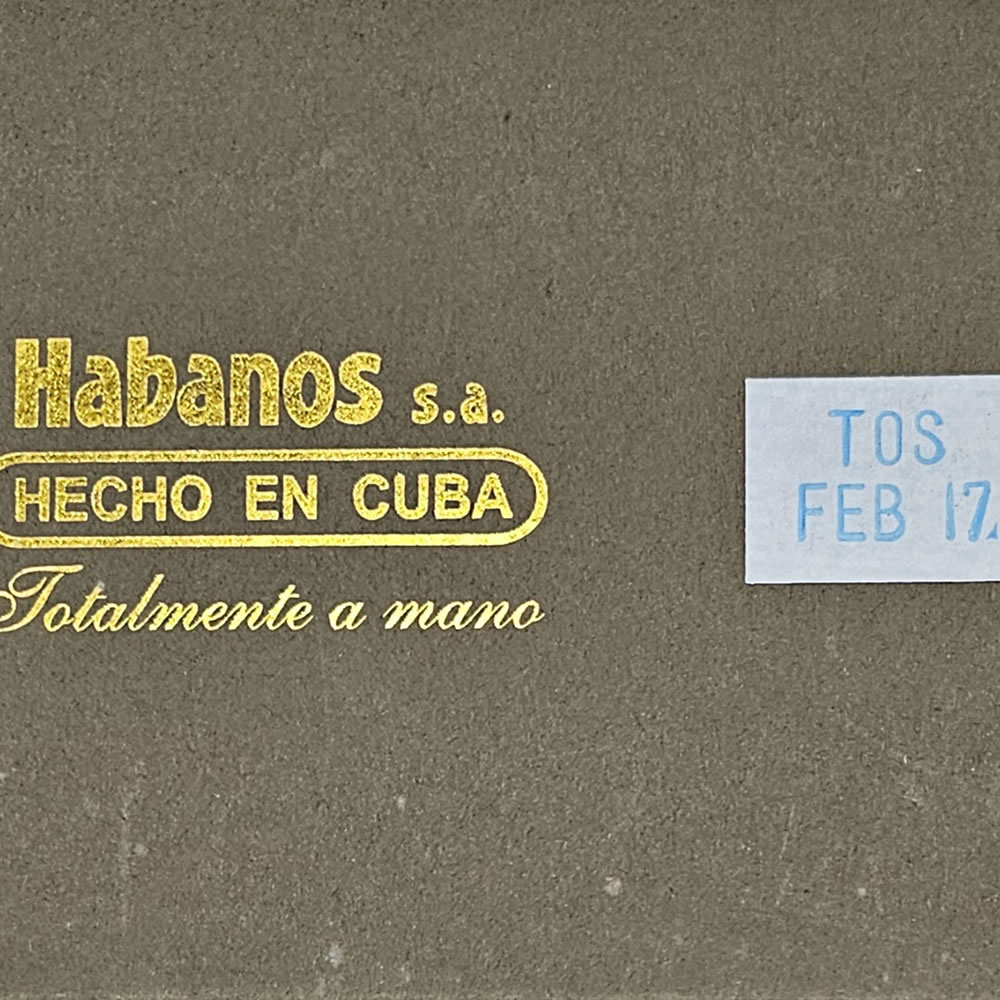 Habanos s.a.
HECHO EN CUBA
Totalmente a mano
TOS
FEB 17